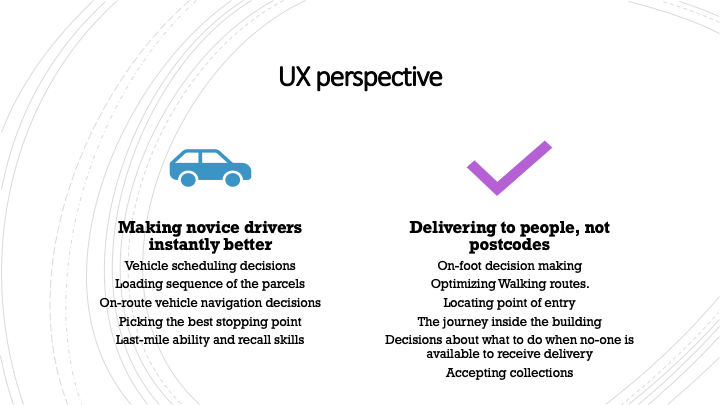 UX perspective
Making novice drivers
instantly better
Vehicle scheduling decisions
Loading sequence of the parcels
On-route vehicle navigation decisions
Picking the best stopping point
Last-mile ability and recall skills
Delivering to people, not
postcodes
On-foot decision making
Optimizing Walking routes.
Locating point of entry
The journey inside the building
Decisions about what to do when no-one is
available to receive delivery
Accepting collections